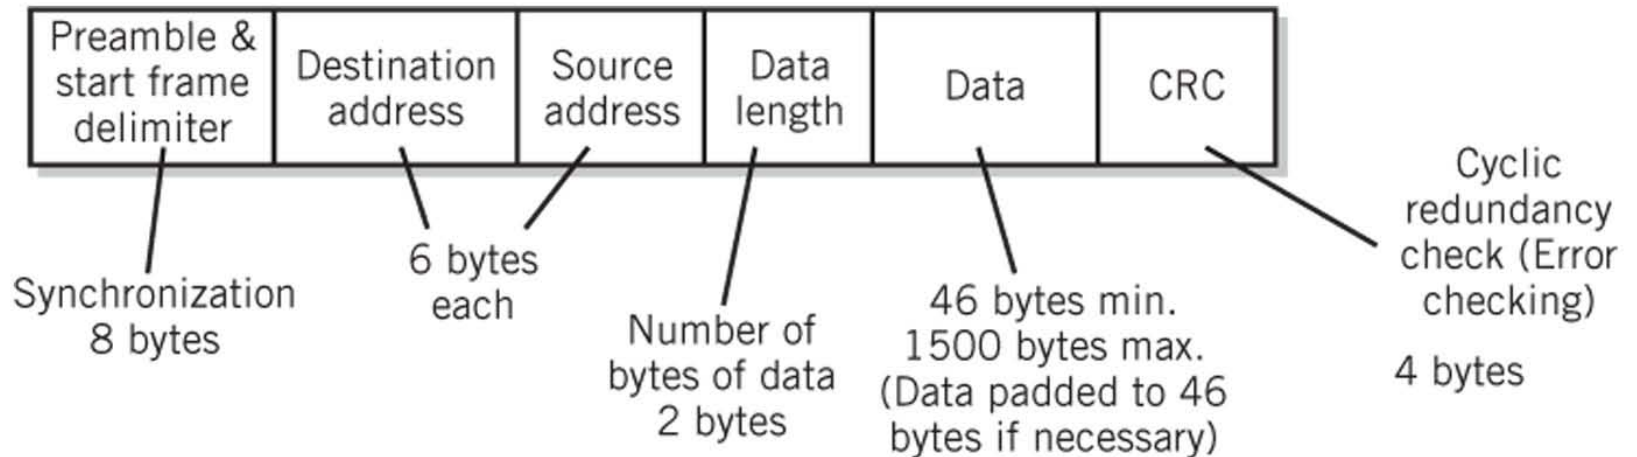 Preamble &
start frame
delimiter
Destination
address
Source
address
Data
length
Data
CRC
Synchronization
8 bytes
6 bytes
each
Number of
bytes of data
2 bytes
46 bytes min.
1500 bytes max.
(Data padded to 46
bytes if necessary)
Cyclic
redundancy
check (Error
checking)
4 bytes